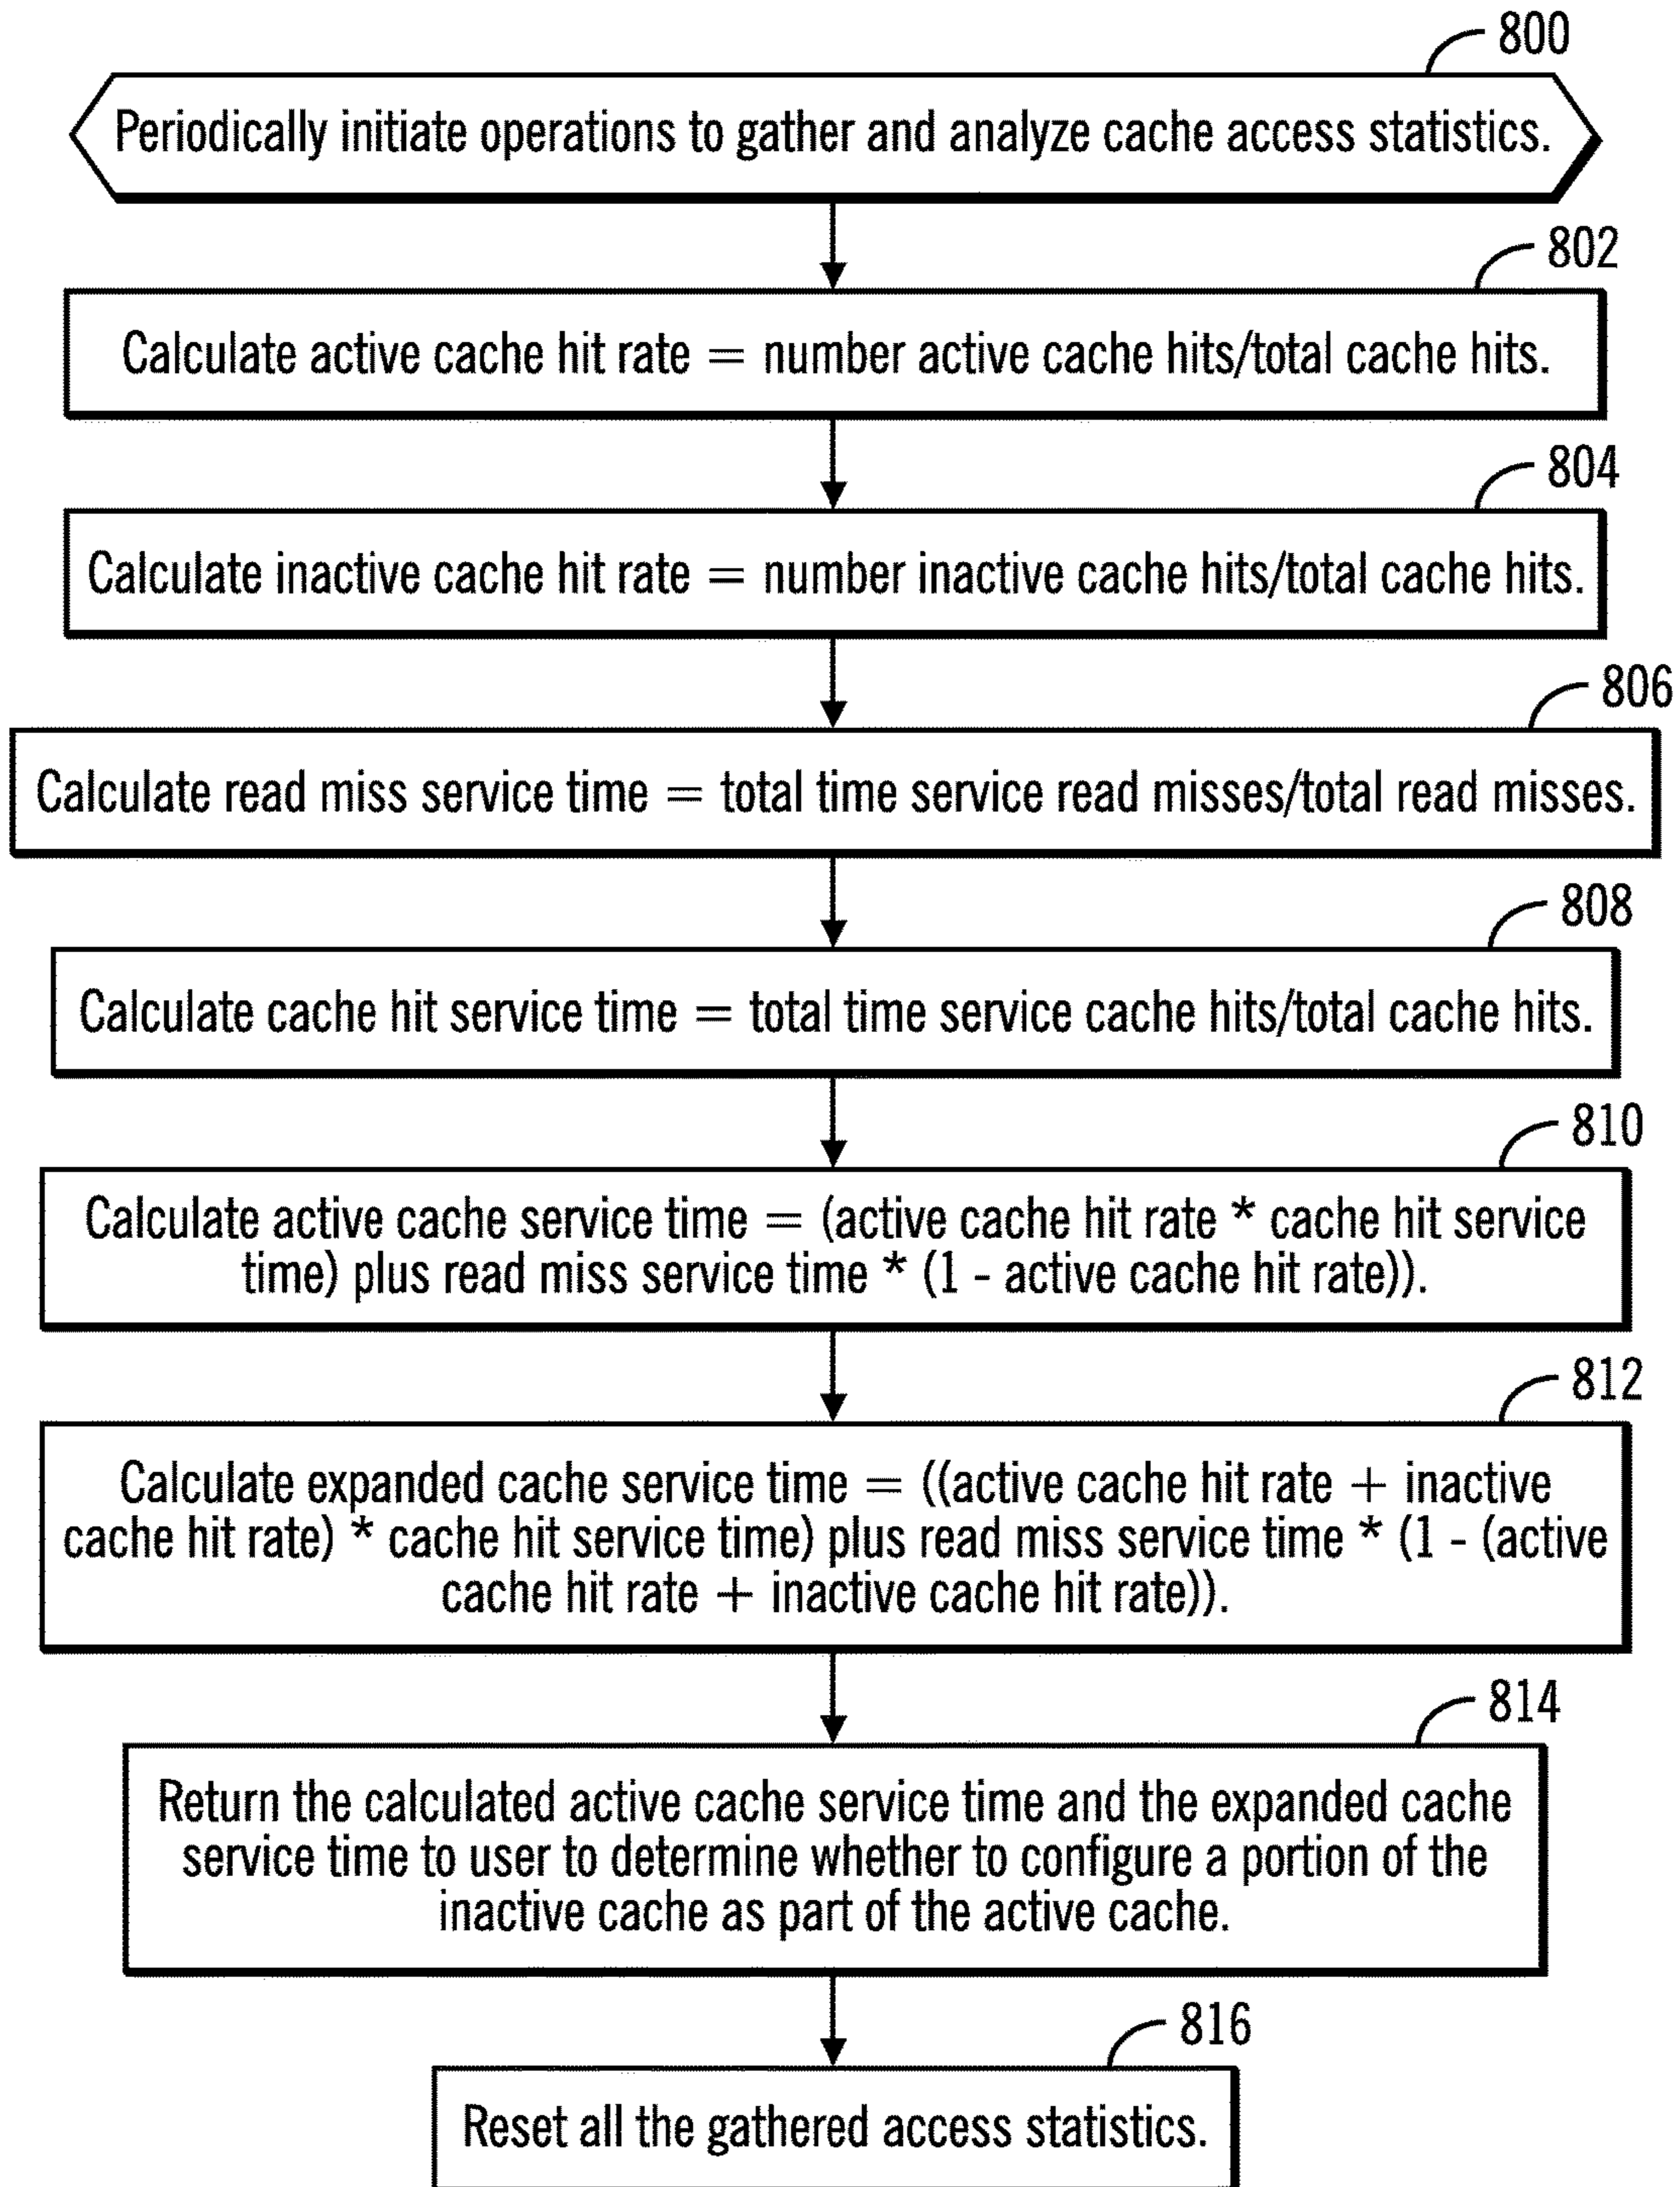 800
Periodically initiate operations to gather and analyze cache access statistics.
802
Calculate active cache hit rate = number active cache hits/total cache hits.
804
Calculate inactive cache hit rate = number inactive cache hits/total cache hits.
806
Calculate read miss service time = total time service read misses/total read misses.
808
Calculate cache hit service time = total time service cache hits/total cache hits.
810
Calculate active cache service time = (active cache hit rate * cache hit service
time) plus read miss service time * (1 - active cache hit rate)).
812
Calculate expanded cache service time = ((active cache hit rate + inactive
cache hit rate) * cache hit service time) plus read miss service time * (1 - (active
cache hit rate + inactive cache hit rate)).
814
Return the calculated active cache service time and the expanded cache
service time to user to determine whether to configure a portion of the
inactive cache as part of the active cache.
816
Reset all the gathered access statistics.